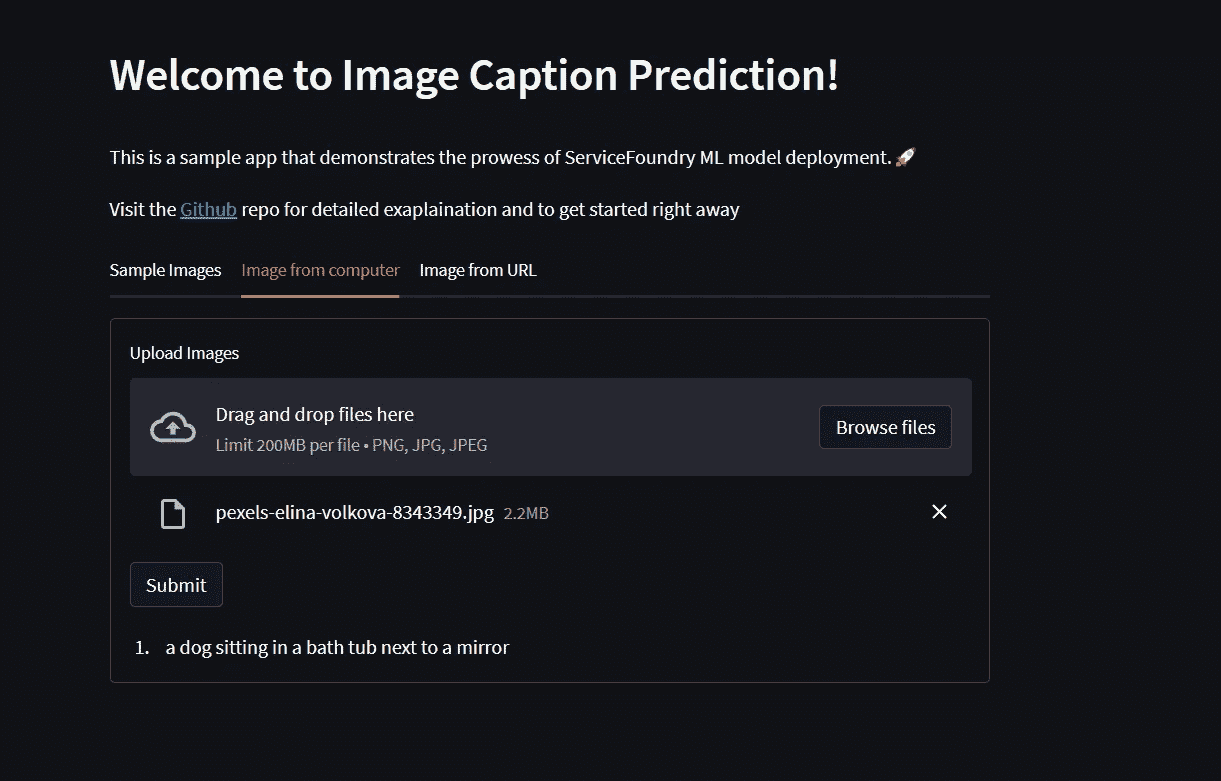 Welcome to Image Caption Prediction!
This is a sample app that demonstrates the prowess of ServiceFoundry ML model deployment. 🚀
Visit the Github repo for detailed exaplaination and to get started right away
Sample Images Image from computer Image from URL
Upload Images
Drag and drop files here
Limit 200MB per file • PNG, JPG, JPEG
Browse files
pexels-elina-volkova-8343349.jpg 2.2MB
Submit
1. a dog sitting in a bath tub next to a mirror